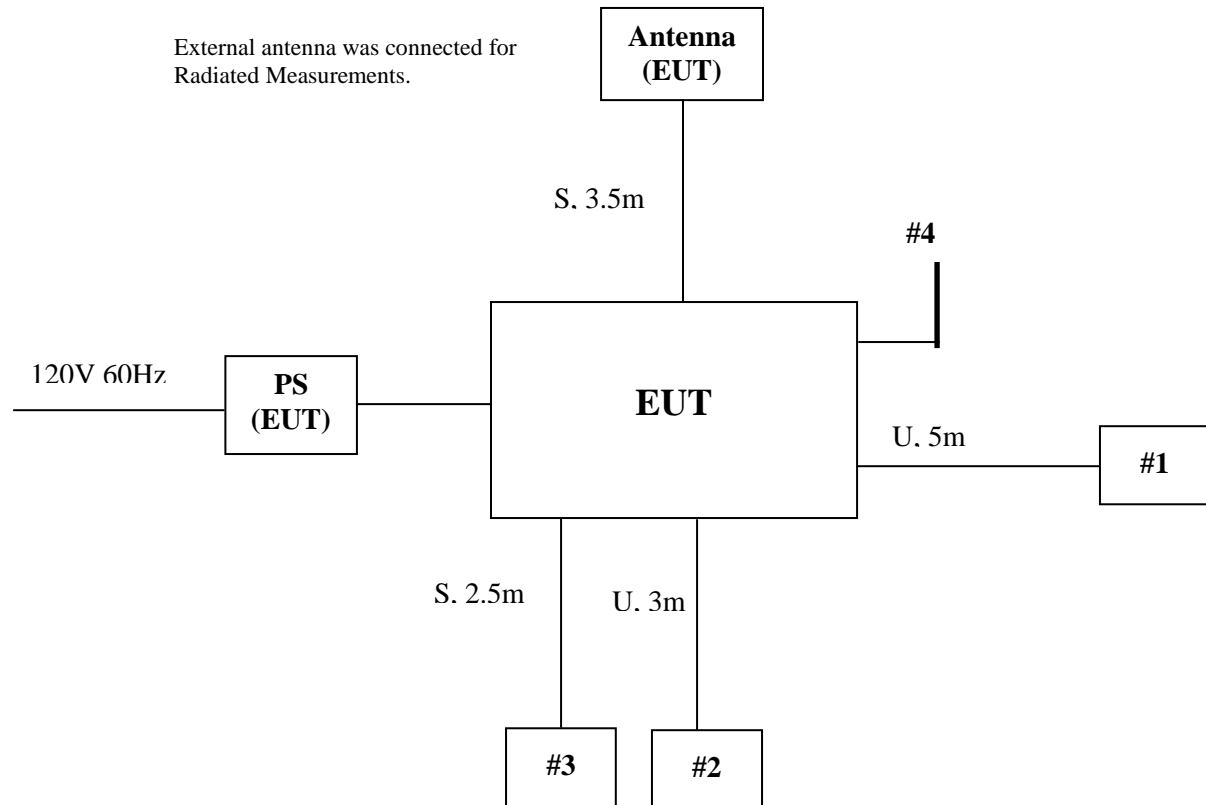 External antenna was connected for
Radiated Measurements.
Antenna
(EUT)
S, 3.5m
#4
120V 60Hz
PS
(EUT)
EUT
U, 5m
#1
S, 2.5m
U, 3m
#3
#2